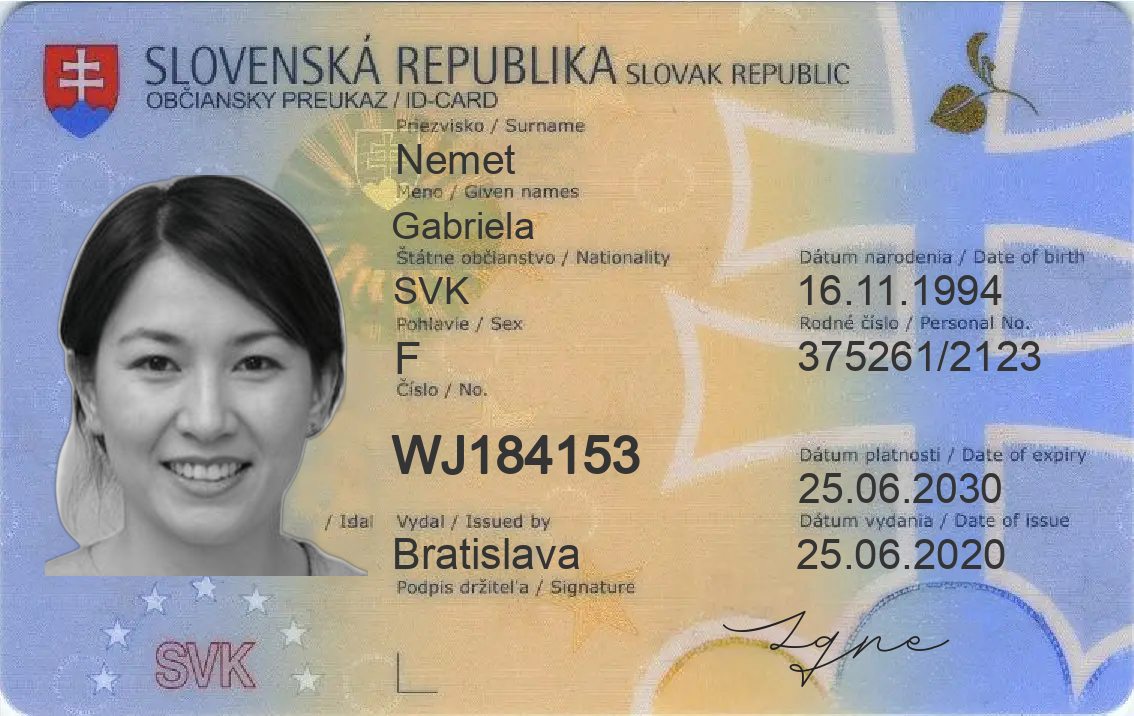 SLOVENSKÁ REPUBLIKA SLOVAK REPUBLIC
OBČIANSKY PREUKAZ / ID-CARD
Priezvisko / Surname
Nemet
Meno / Given names
Gabriela
Štátne občianstvo / Nationality
SVK
Dátum narodenia / Date of birth
16.11.1994
Pohlavie / Sex
F
Rodné číslo / Personal No.
375261/2123
Číslo / No.
WJ184153
Dátum platnosti / Date of expiry
25.06.2030
/ Idal
Vydal / Issued by
Bratislava
Dátum vydania / Date of issue
25.06.2020
Podpis držiteľa / Signature
SVK